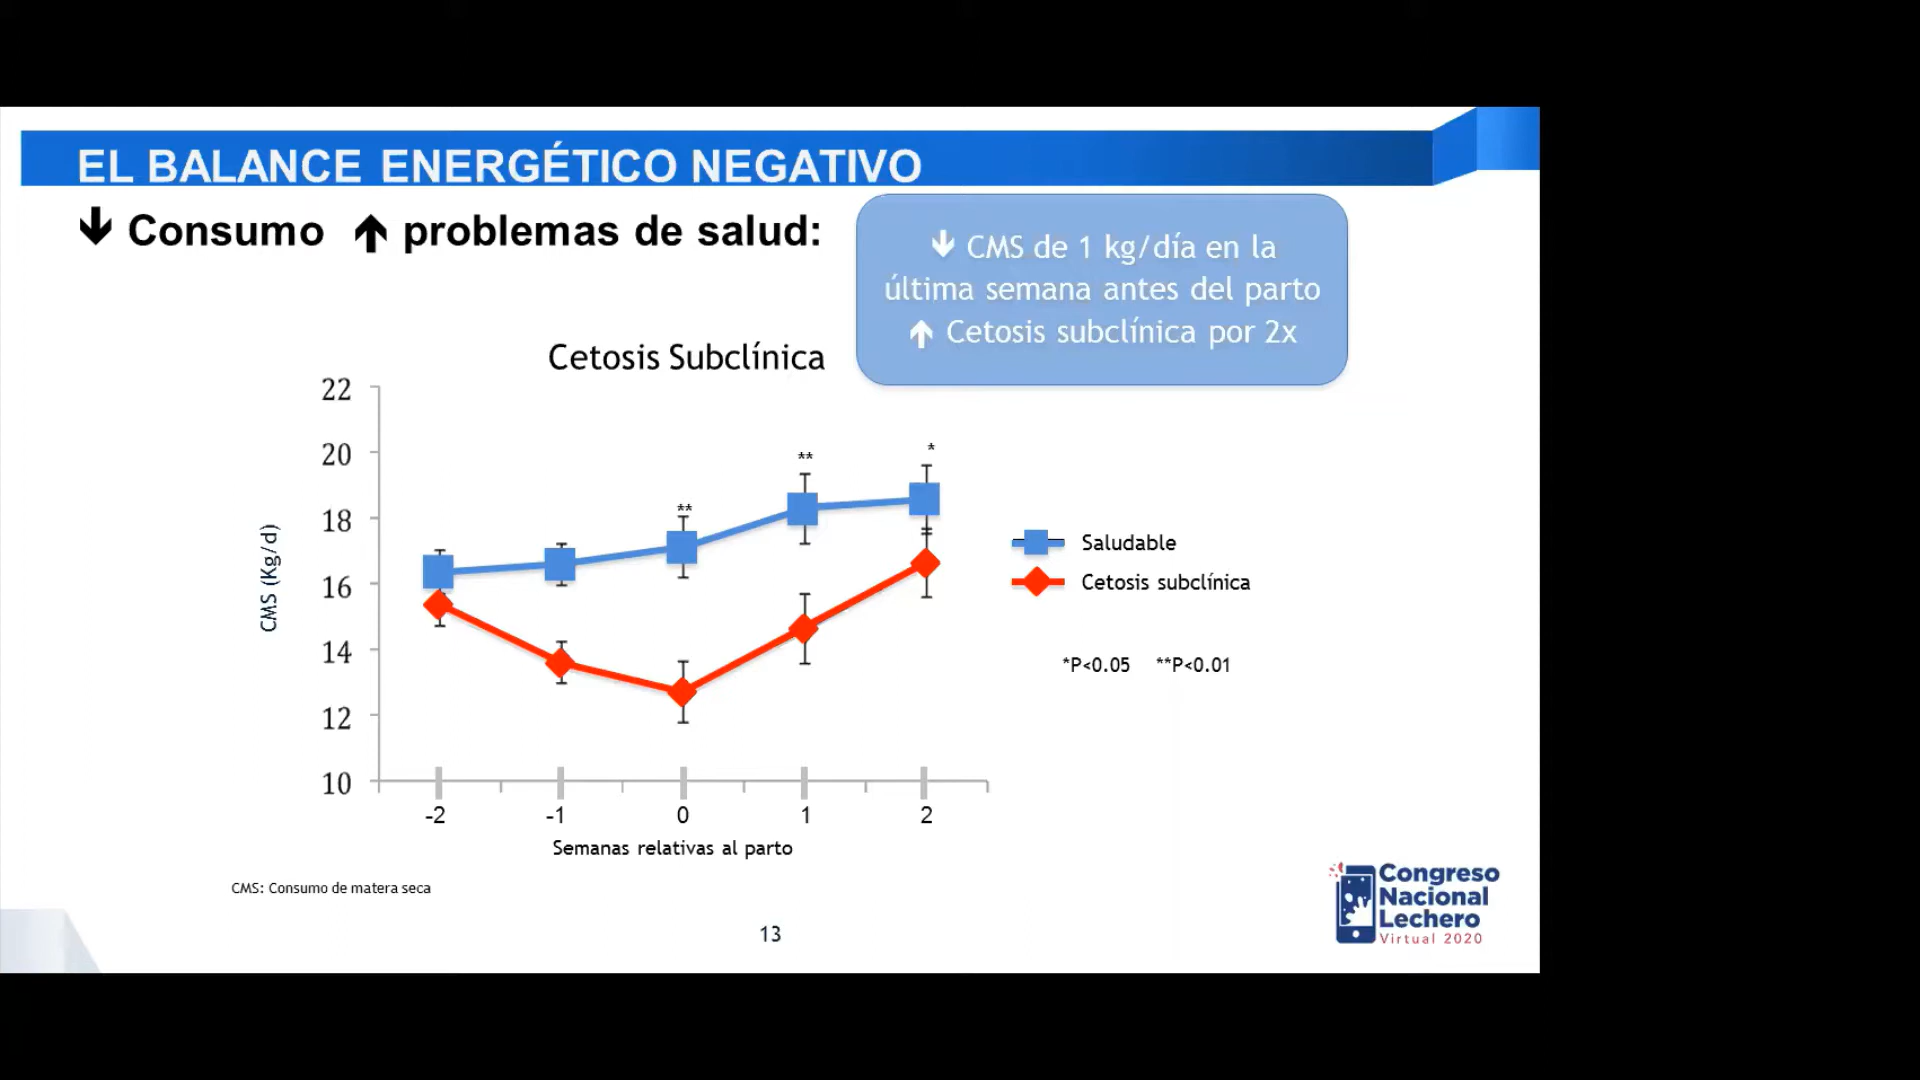 EL BALANCE ENERGÉTICO NEGATIVO
↓ Consumo ↑ problemas de salud:
↓ CMS de 1 kg/día en la
última semana antes del parto
↑ Cetosis subclínica por 2x
Cetosis Subclínica
22
20
18
16
14
12
10
CMS (Kg/d)
**
**
*
-2 -1 0 1 2
Semanas relativas al parto
Saludable
Cetosis subclínica
*P<0.05 **P<0.01
CMS: Consumo de matera seca
13
Congreso
Nacional
Lechero
Virtual 2020